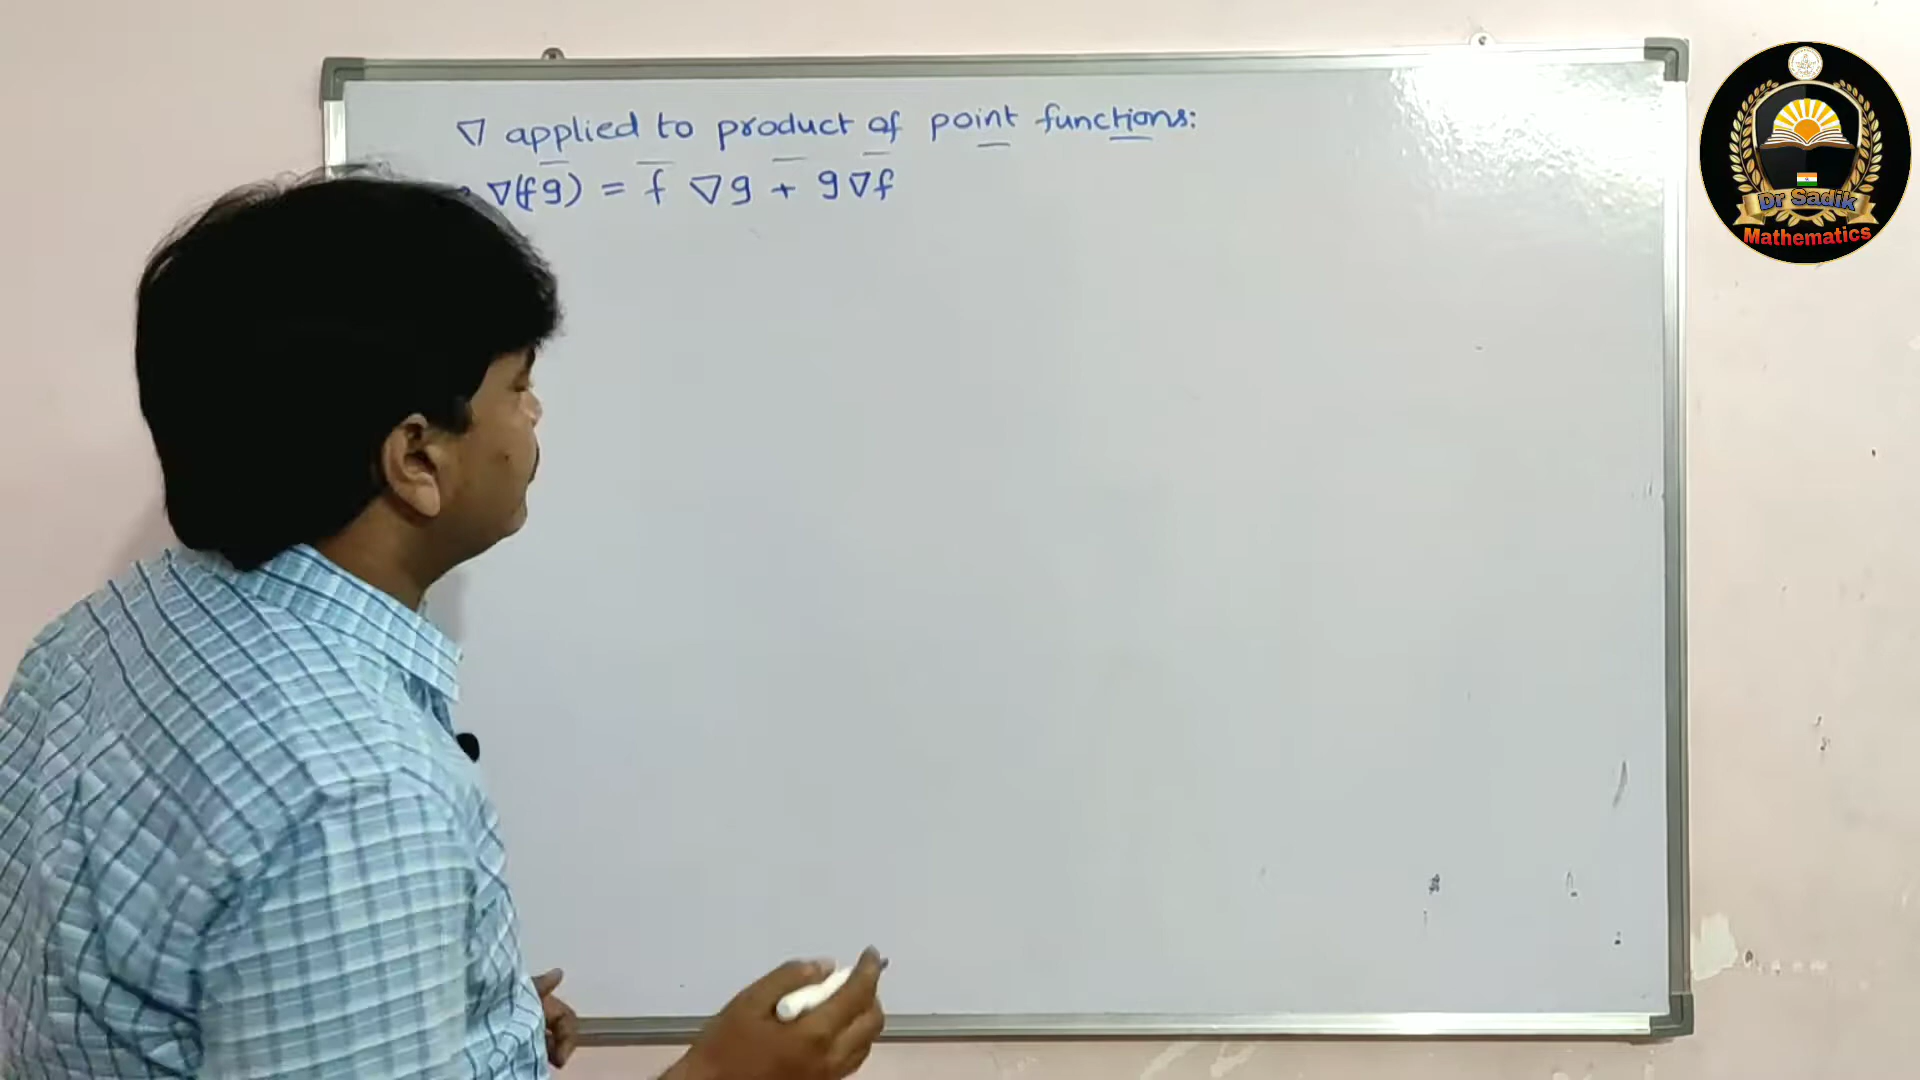 ∇ applied to product of point functions:
∇(fg) = f ∇g + g∇f
Dr Sadik
Mathematics